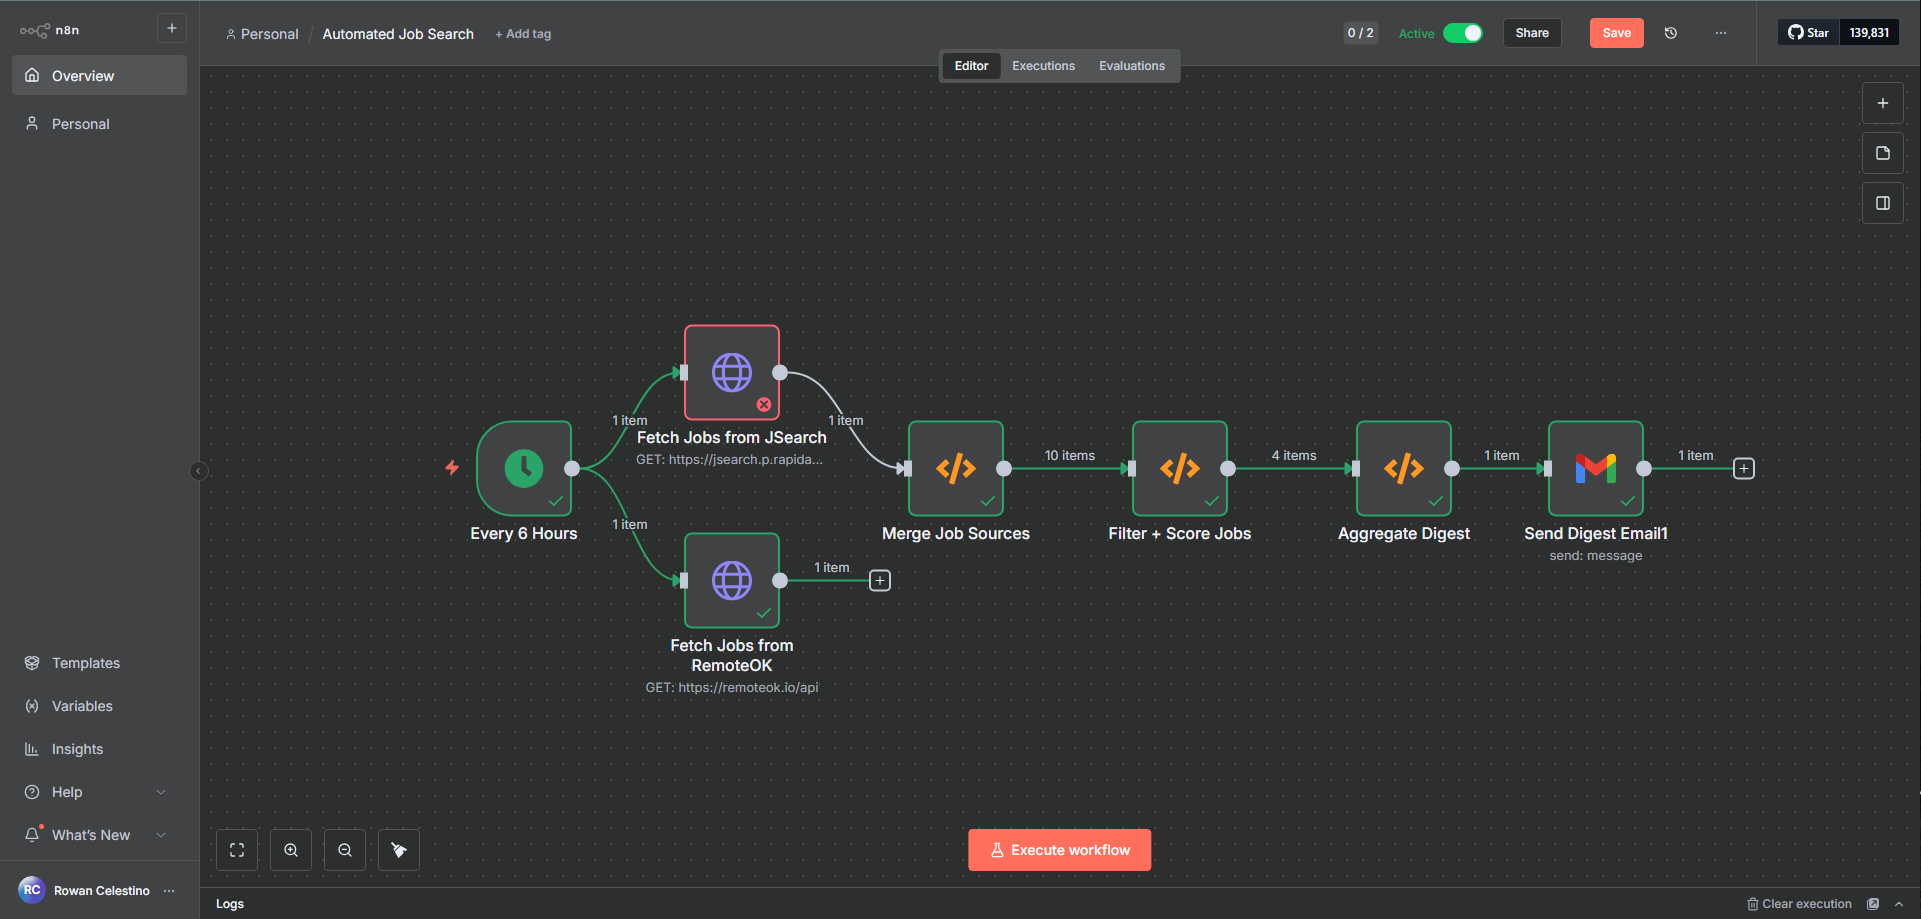 n8n
Personal / Automated Job Search + Add tag
0 / 2
Active
Share
Save
Star 139,831
Editor Executions Evaluations
Overview
Personal
1 item
Fetch Jobs from JSearch
GET: https://jsearch.p.rapida...
1 item
Every 6 Hours
1 item
Fetch Jobs from
RemoteOK
GET: https://remoteok.io/api
1 item
Merge Job Sources
10 items
Filter + Score Jobs
4 items
Aggregate Digest
1 item
Send Digest Email1
send: message
1 item
Templates
Variables
Insights
Help
What's New
RC Rowan Celestino
Execute workflow
Logs
Clear execution